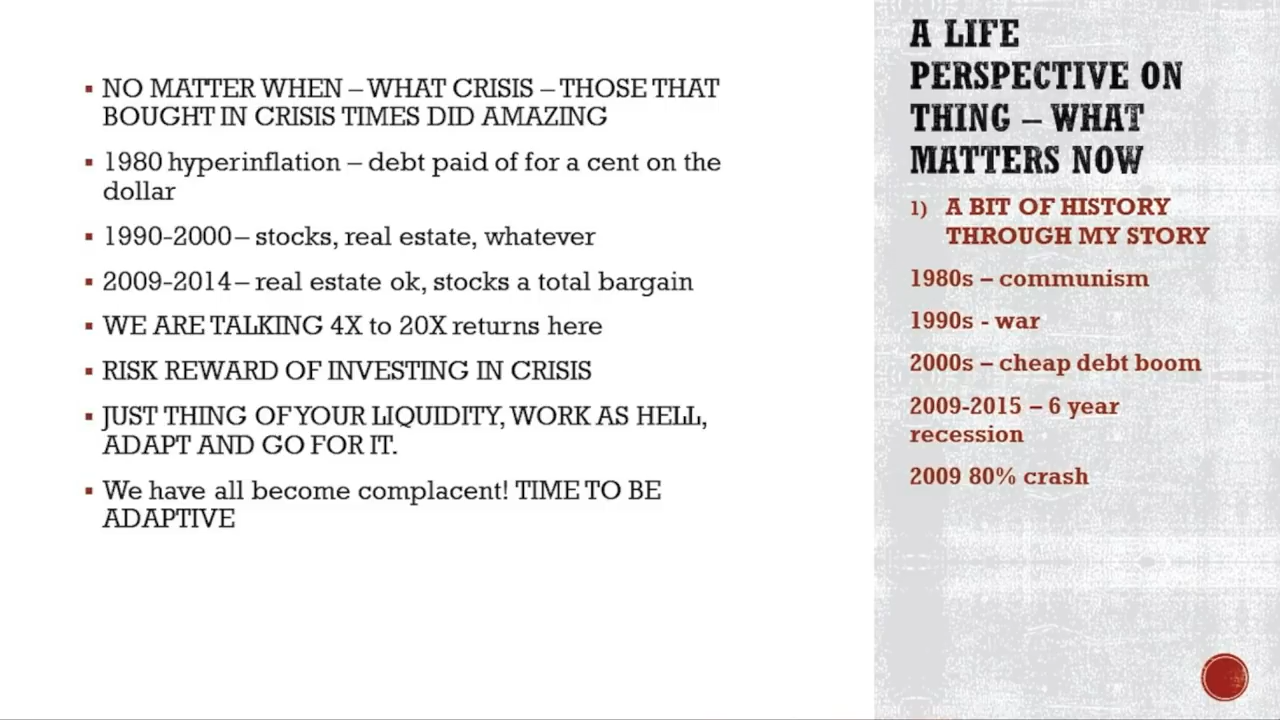 NO MATTER WHEN – WHAT CRISIS – THOSE THAT
BOUGHT IN CRISIS TIMES DID AMAZING
1980 hyperinflation – debt paid of for a cent on the
dollar
1990-2000 – stocks, real estate, whatever
2009-2014 – real estate ok, stocks a total bargain
WE ARE TALKING 4X to 20X returns here
RISK REWARD OF INVESTING IN CRISIS
JUST THING OF YOUR LIQUIDITY, WORK AS HELL,
ADAPT AND GO FOR IT.
We have all become complacent! TIME TO BE
ADAPTIVE
A LIFE
PERSPECTIVE ON
THING – WHAT
MATTERS NOW
1) A BIT OF HISTORY
THROUGH MY STORY
1980s – communism
1990s - war
2000s – cheap debt boom
2009-2015 – 6 year
recession
2009 80% crash